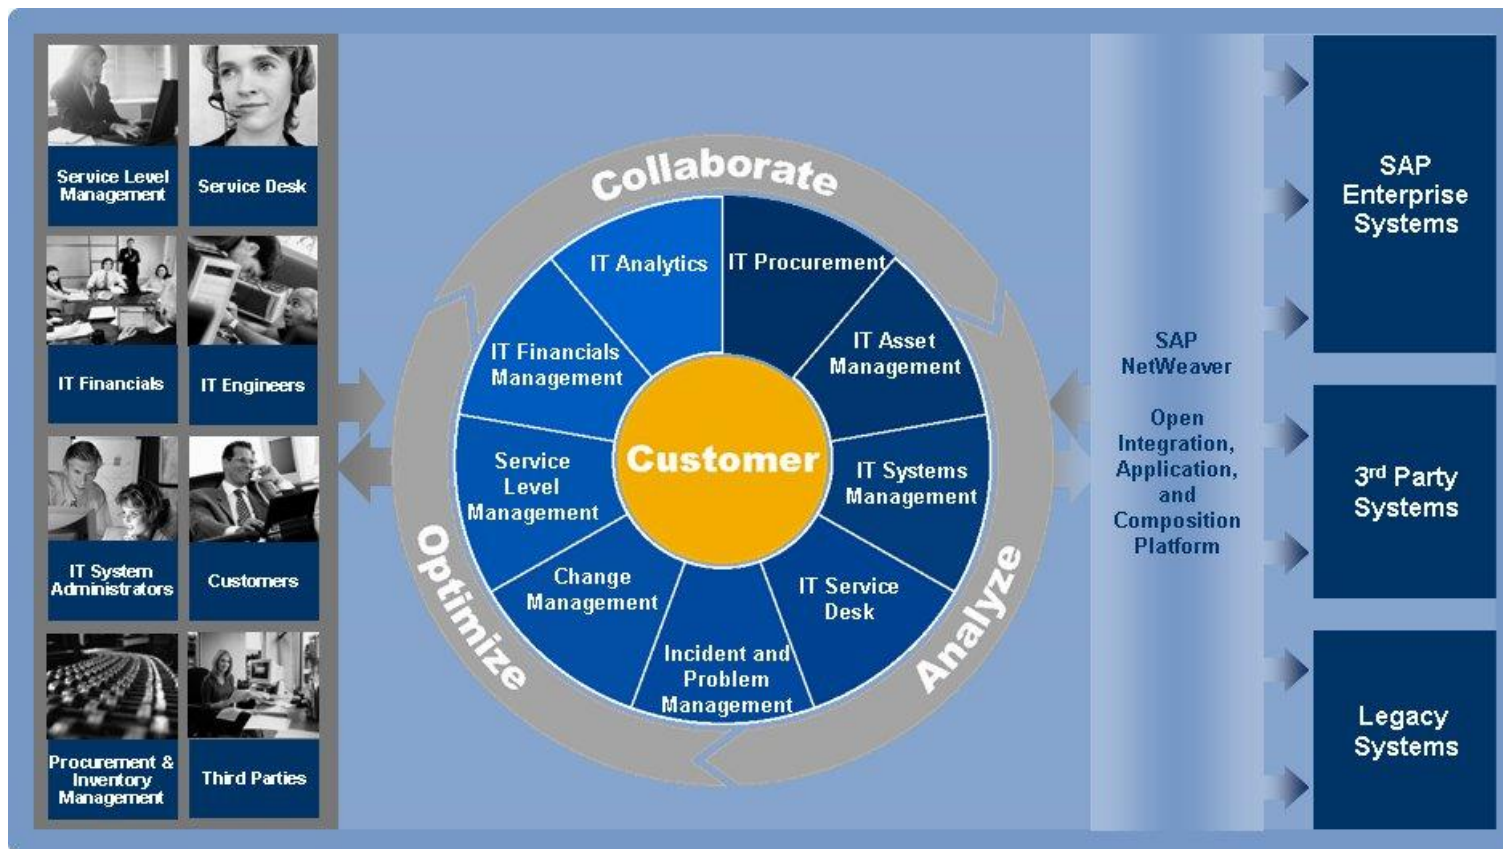 Service Level
Management
Service Desk
IT Financials
IT Engineers
IT System
Administrators
Customers
Procurement &
Inventory
Management
Third Parties
Collaborate
Analyze
Optimize
IT Analytics
IT Procurement
IT Asset
Management
IT Systems
Management
IT Service
Desk
Incident and
Problem
Management
Change
Management
Service
Level
Management
IT Financials
Management
Customer
SAP
NetWeaver
Open
Integration,
Application,
and
Composition
Platform
SAP
Enterprise
Systems
3rd Party
Systems
Legacy
Systems